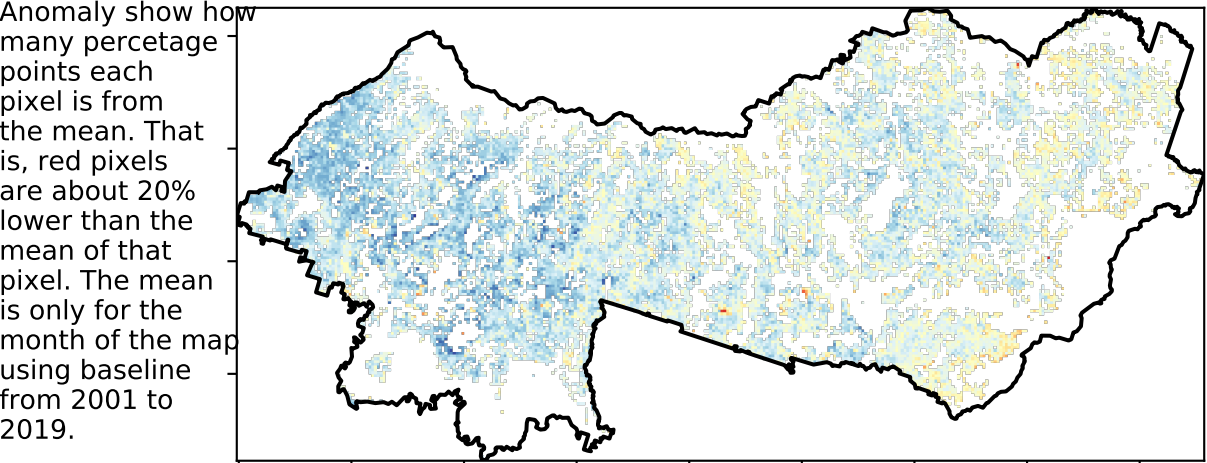 Anomaly show how
many percetage
points each
pixel is from
the mean. That
is, red pixels
are about 20%
lower than the
mean of that
pixel. The mean
is only for the
month of the map
using baseline
from 2001 to
2019.